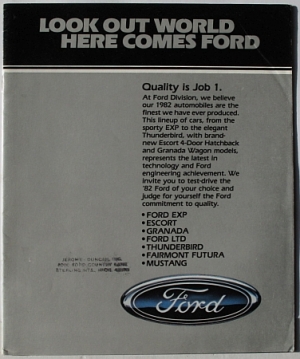 LOOK OUT WORLD
HERE COMES FORD
Quality is Job 1.
At Ford Division, we believe
our 1982 automobiles are the
finest we have ever produced.
This lineup of cars, from the
sporty EXP to the elegant
Thunderbird, with brand-
new Escort 4-Door Hatchback
and Granada Wagon models,
represents the latest in
technology and Ford
engineering achievement. We
invite you to test-drive the
'82 Ford of your choice and
judge for yourself the Ford
commitment to quality.
• FORD EXP
• ESCORT
• GRANADA
• FORD LTD
• THUNDERBIRD
• FAIRMONT FUTURA
• MUSTANG
Ford